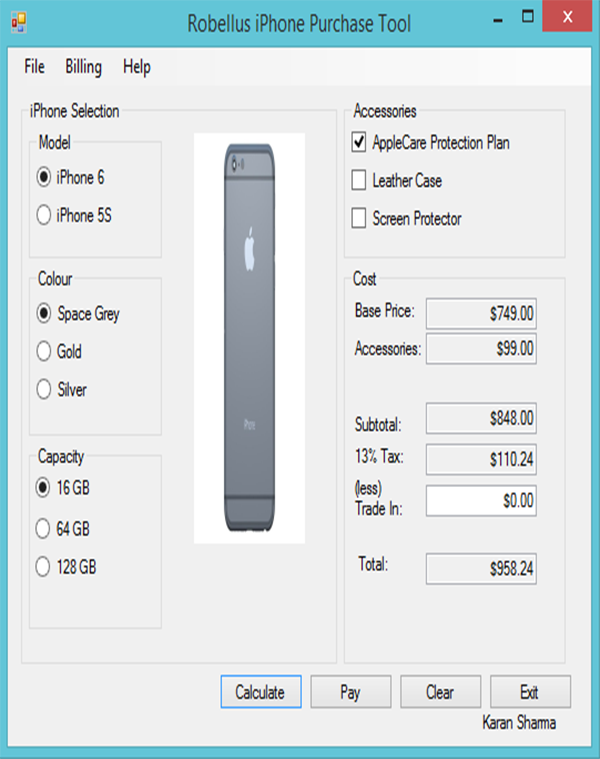 Robellus iPhone Purchase Tool
File Billing Help
iPhone Selection
Model
iPhone 6
iPhone 5S
Colour
Space Grey
Gold
Silver
Capacity
16 GB
64 GB
128 GB
iPhone
Accessories
AppleCare Protection Plan
Leather Case
Screen Protector
Cost
Base Price: $749.00
Accessories: $99.00
Subtotal: $848.00
13% Tax: $110.24
(less)
Trade In: $0.00
Total: $958.24
Calculate Pay Clear Exit
Karan Sharma